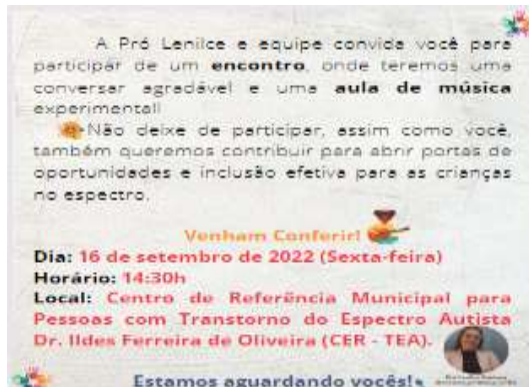 A Pró Lenilce e equipe convida você para
participar de um encontro, onde teremos uma
conversar agradável e uma aula de música
experimental!
Não deixe de participar, assim como você,
também queremos contribuir para abrir portas de
oportunidades e inclusão efetiva para as crianças
no espectro.
Venham Conferir!
Dia: 16 de setembro de 2022 (Sexta-feira)
Horário: 14:30h
Local: Centro de Referência Municipal para
Pessoas com Transtorno do Espectro Autista
Dr. Ildes Ferreira de Oliveira (CER - TEA).
Estamos aguardando vocês!